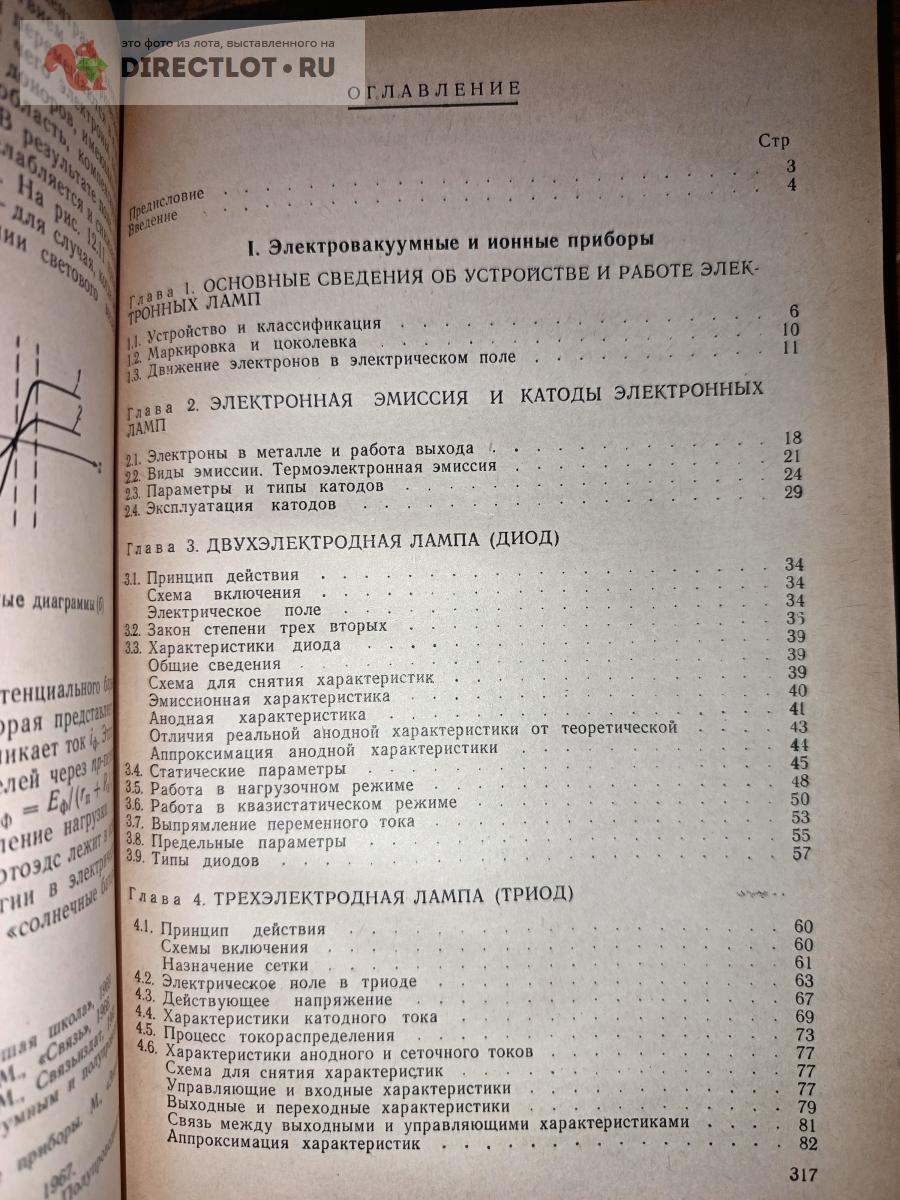 это фото из лота, выставленного на
DIRECTLOT.RU
ОГЛАВЛЕНИЕ
Стр
Предисловие . . . 3
Введение . . . 4
I. Электровакуумные и ионные приборы
Глава 1. ОСНОВНЫЕ СВЕДЕНИЯ ОБ УСТРОЙСТВЕ И РАБОТЕ ЭЛЕК-
ТРОННЫХ ЛАМП
1.1. Устройство и классификация . . . 6
1.2. Маркировка и цоколевка . . . 10
1.3. Движение электронов в электрическом поле . . . 11
Глава 2. ЭЛЕКТРОННАЯ ЭМИССИЯ И КАТОДЫ ЭЛЕКТРОННЫХ
ЛАМП
2.1. Электроны в металле и работа выхода . . . 18
2.2. Виды эмиссии. Термоэлектронная эмиссия . . . 21
2.3. Параметры и типы катодов . . . 24
2.4. Эксплуатация катодов . . . 29
Глава 3. ДВУХЭЛЕКТРОДНАЯ ЛАМПА (ДИОД)
3.1. Принцип действия . . . 34
Схема включения . . . 34
Электрическое поле . . . 34
3.2. Закон степени трех вторых . . .
3.3. Характеристики диода . . . 39
Общие сведения . . . 39
Схема для снятия характеристик . . . 39
Эмиссионная характеристика . . . 40
Анодная характеристика . . . 41
Отличия реальной анодной характеристики от теоретической . . . 43
Аппроксимация анодной характеристики . . . 44
3.4. Статические параметры . . . 45
3.5. Работа в нагрузочном режиме . . . 48
3.6. Работа в квазистатическом режиме . . . 50
3.7. Выпрямление переменного тока . . . 53
3.8. Предельные параметры . . . 55
3.9. Типы диодов . . . 57
Глава 4. ТРЕХЭЛЕКТРОДНАЯ ЛАМПА (ТРИОД)
4.1. Принцип действия . . . 60
Схемы включения . . . 60
Назначение сетки . . . 61
4.2. Электрическое поле в триоде . . . 63
4.3. Действующее напряжение . . . 67
4.4. Характеристики катодного тока . . . 69
4.5. Процесс токораспределения . . . 73
4.6. Характеристики анодного и сеточного токов . . . 77
Схема для снятия характеристик . . . 77
Управляющие и входные характеристики . . . 77
Выходные и переходные характеристики . . . 79
Связь между выходными и управляющими характеристиками . . . 81
Аппроксимация характеристик . . . 82
317